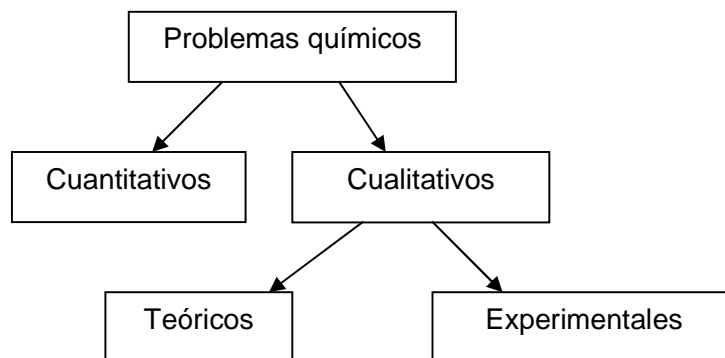 Problemas químicos
Cuantitativos
Cualitativos
Teóricos
Experimentales